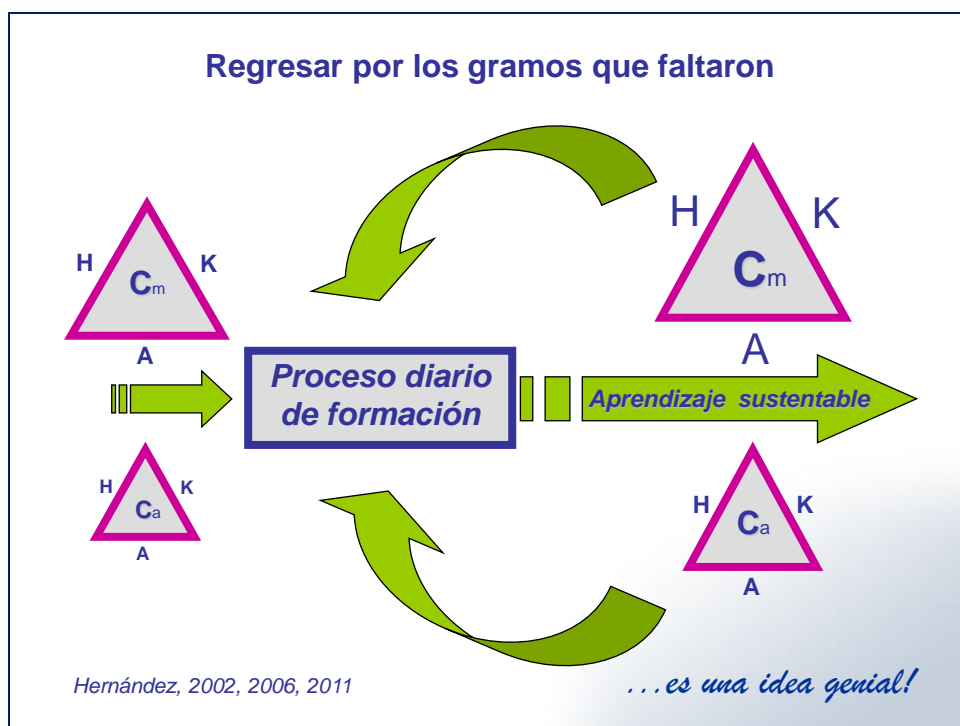 Regresar por los gramos que faltaron
H
K
Cm
A
H
K
Cm
A
Proceso diario
de formación
Aprendizaje sustentable
H
K
Ca
A
H
K
Ca
A
Hernández, 2002, 2006, 2011
...es una idea genial!